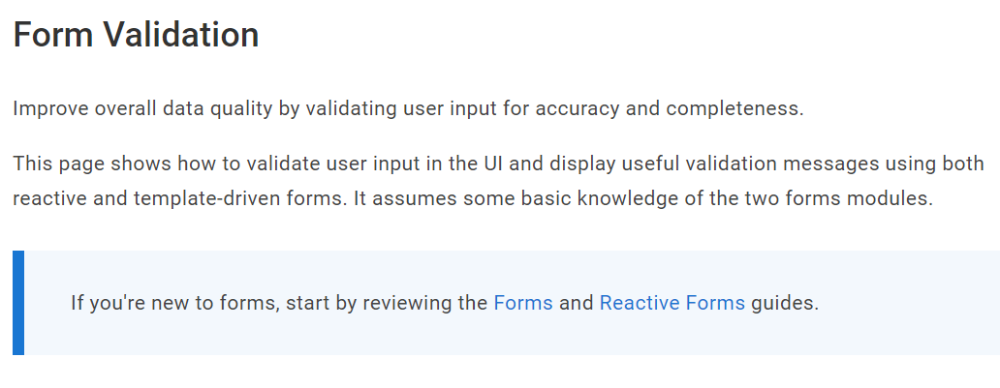 Form Validation
Improve overall data quality by validating user input for accuracy and completeness.
This page shows how to validate user input in the UI and display useful validation messages using both
reactive and template-driven forms. It assumes some basic knowledge of the two forms modules.
If you're new to forms, start by reviewing the Forms and Reactive Forms guides.